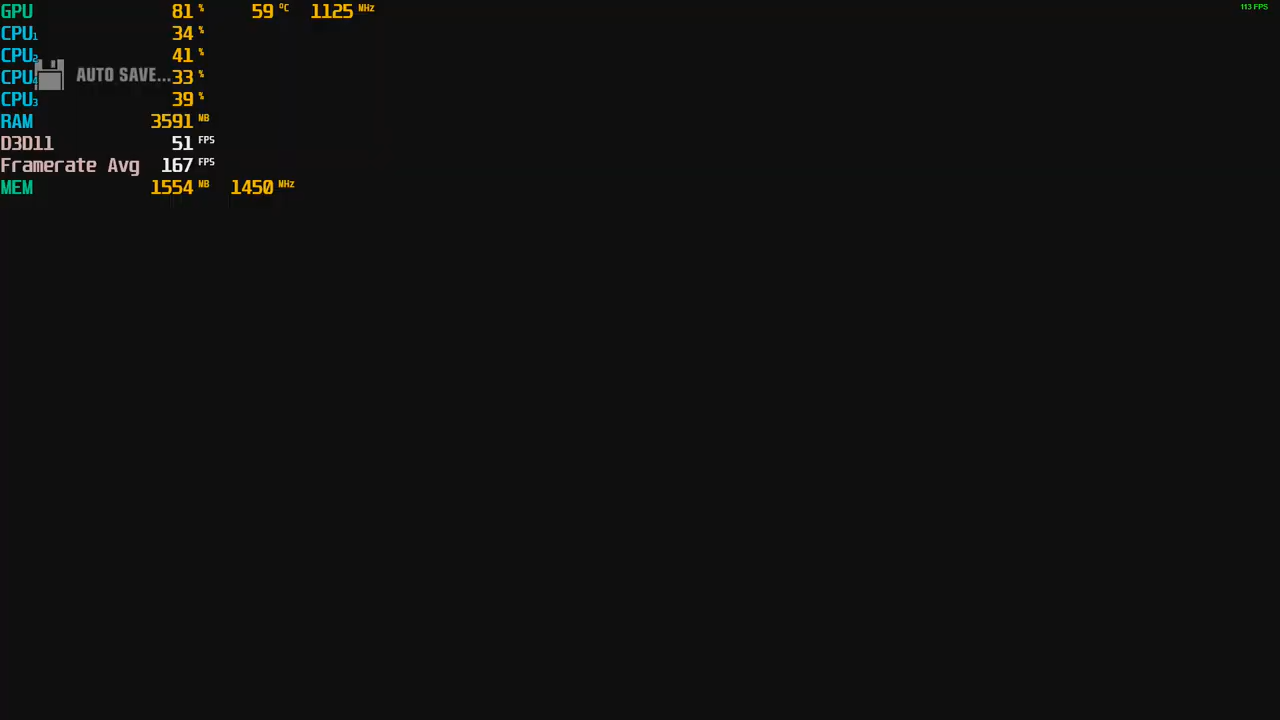 GPU 81 % 59 °C 1125 MHz
113 FPS
CPU1 34 %
CPU2 41 %
AUTO SAVE...
CPU4 33 %
CPU3 39 %
RAM 3591 MB
D3D11 51 FPS
Framerate Avg 167 FPS
MEM 1554 MB 1450 MHz